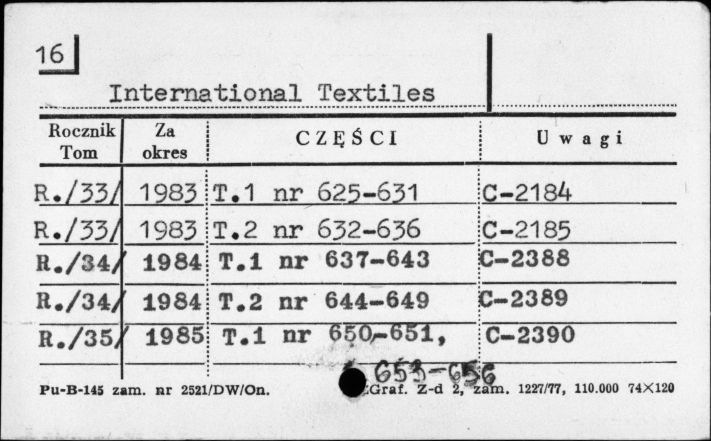 16
International Textiles
Rocznik Tom Za okres CZĘŚCI Uwagi
R./33/ 1983 T.1 nr 625-631 C-2184
R./33/ 1983 T.2 nr 632-636 C-2185
R./34/ 1984 T.1 nr 637-643 C-2388
R./34/ 1984 T.2 nr 644-649 C-2389
R./35/ 1985 T.1 nr 650-651, C-2390
653-656
Pu-B-145 zam. nr 2521/DW/On. ZGraf. Z-d 2, zam. 1227/77, 110.000 74×120